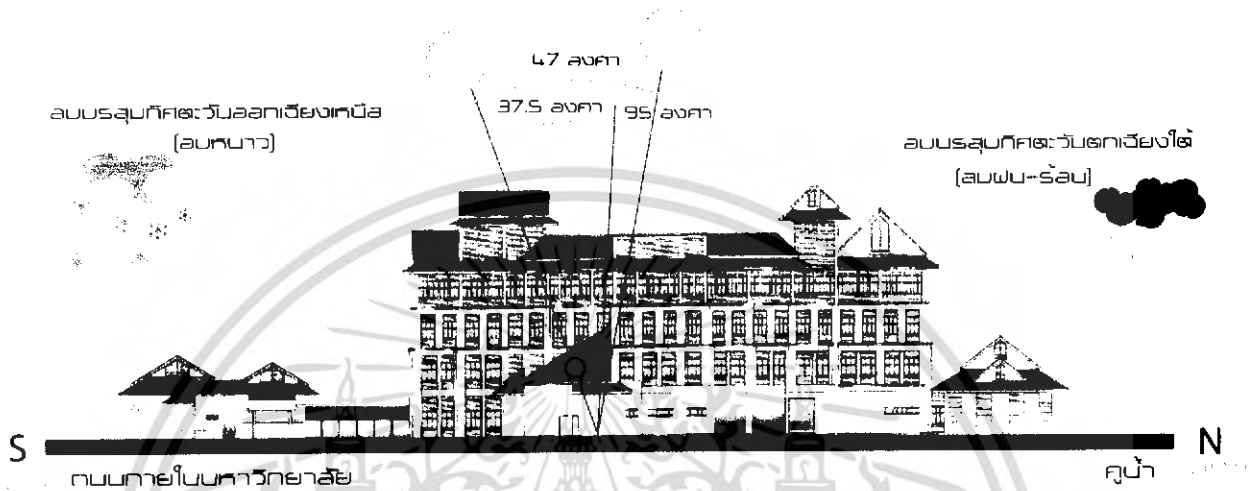 47 องศา
37.5 องศา 95 องศา
ลมมรสุมทิศตะวันออกเฉียงเหนือ
(ลมหนาว)
ลมมรสุมทิศตะวันตกเฉียงใต้
(ลมฝน-ร้อน)
S
N
ถนนภายในมหาวิทยาลัย
คูน้ำ